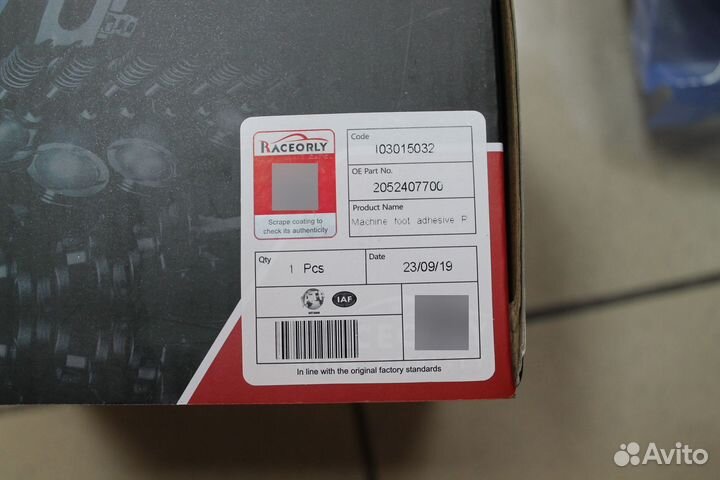 RACEORLY
Scrape coating to
check its authenticity
Code
I03015032
OE Part No.
2052407700
Product Name
Machine foot adhesive R
Qty
1 Pcs
Date
23/09/19
IAF
In line with the original factory standards
Avito